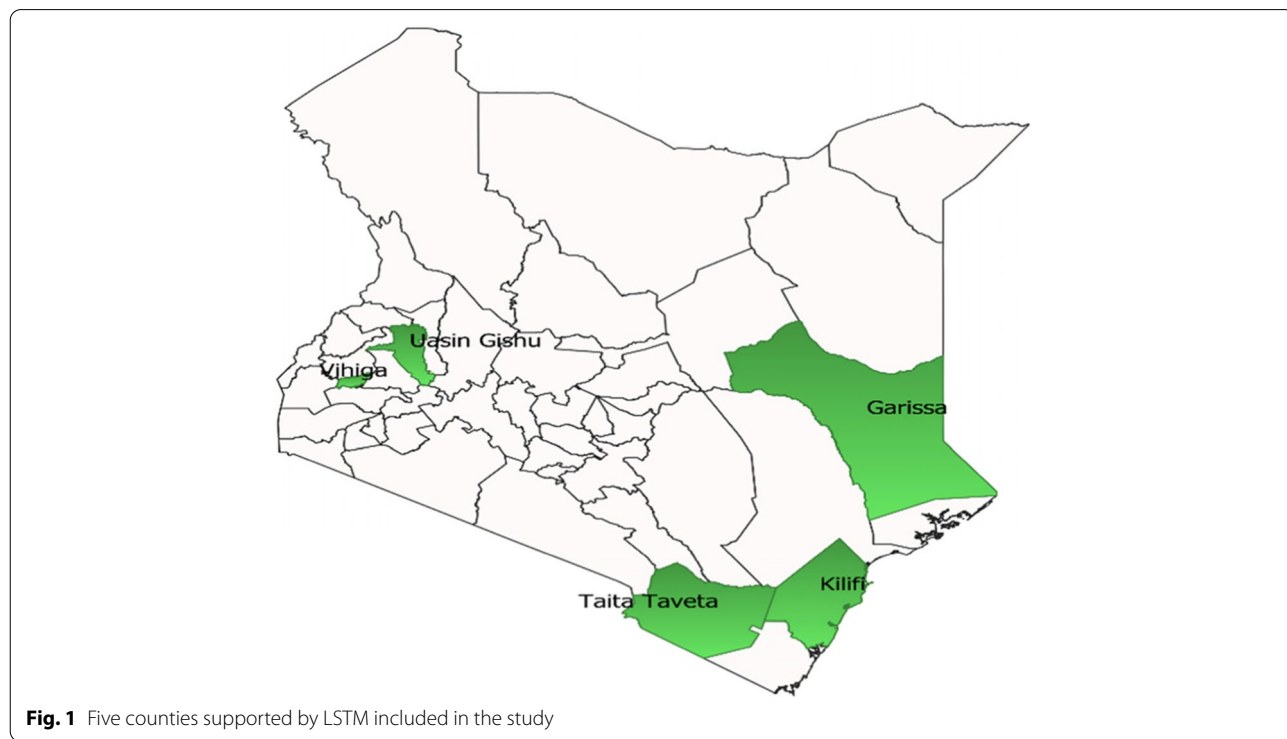 Uasin Gishu
Vihiga
Garissa
Kilifi
Taita Taveta
Fig. 1 Five counties supported by LSTM included in the study